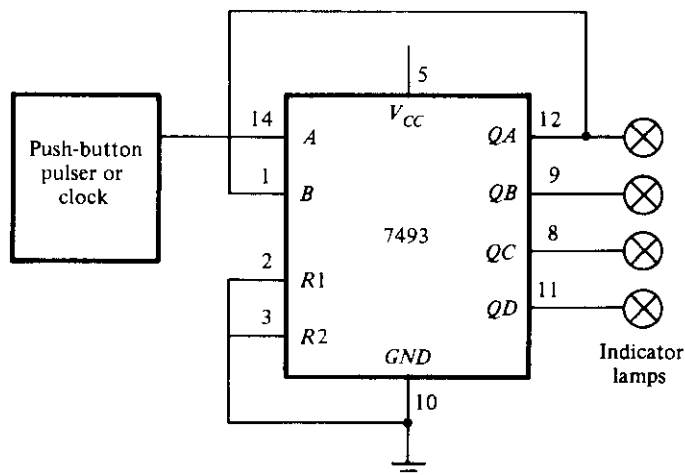 5
14
V_CC
12
Push-button
pulser or
clock
A
QA
1
9
B
QB
7493
8
QC
2
R1
11
3
QD
R2
GND
Indicator
lamps
10